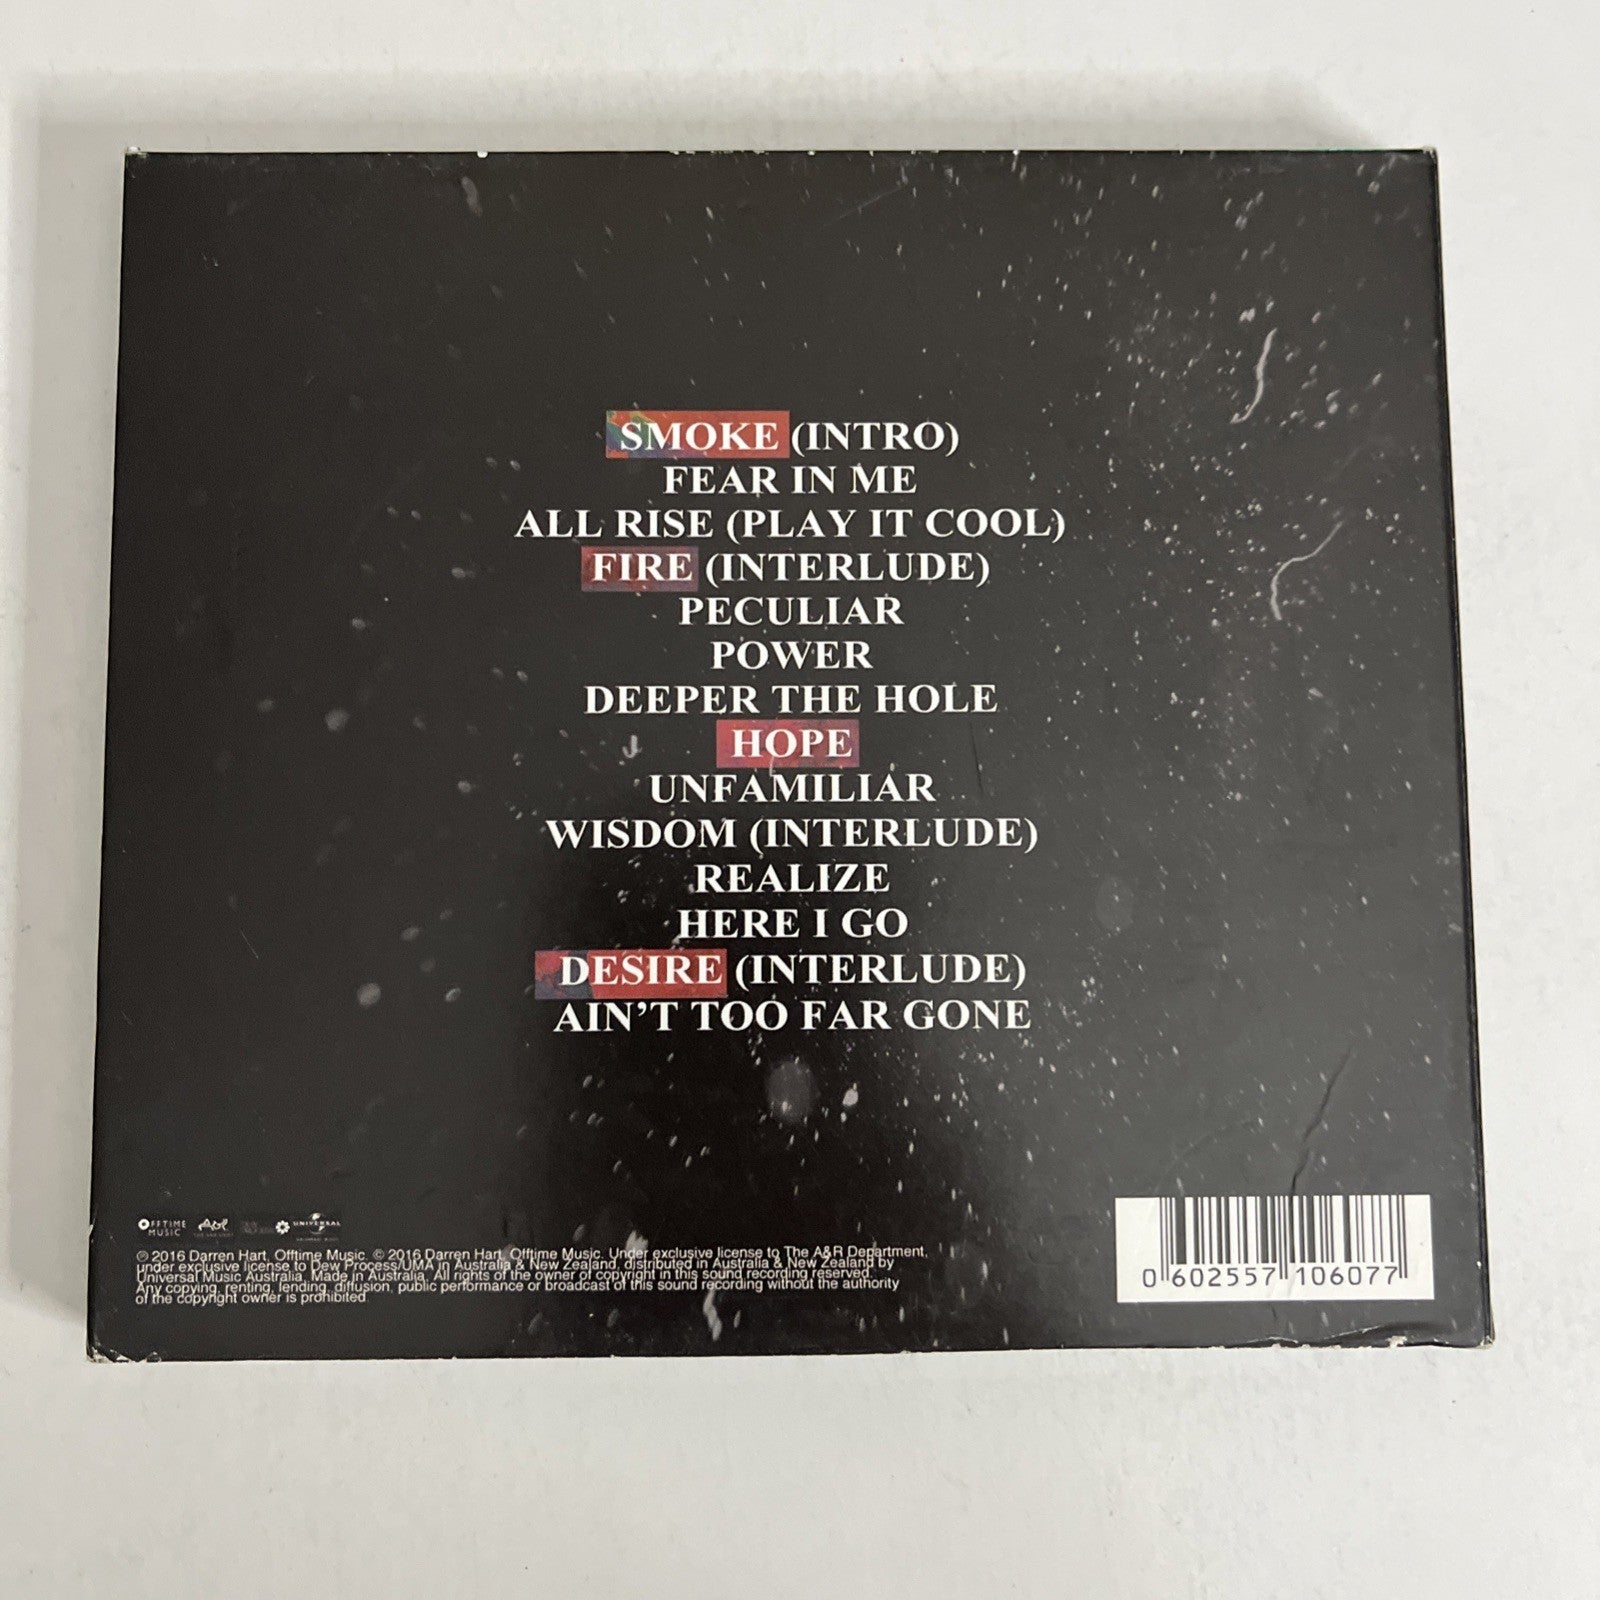 SMOKE (INTRO)
FEAR IN ME
ALL RISE (PLAY IT COOL)
FIRE (INTERLUDE)
PECULIAR
POWER
DEEPER THE HOLE
HOPE
UNFAMILIAR
WISDOM (INTERLUDE)
REALIZE
HERE I GO
DESIRE (INTERLUDE)
AIN'T TOO FAR GONE
OFFTIME
MUSIC
UNIVERSAL
℗ 2016 Darren Hart, Offtime Music. © 2016 Darren Hart, Offtime Music. Under exclusive license to The A&R Department,
under exclusive license to Dew Process/UMA in Australia & New Zealand, distributed in Australia & New Zealand by
Universal Music Australia. Made in Australia. All rights of the owner of copyright in this sound recording reserved.
Any copying, renting, lending, diffusion, public performance or broadcast of this sound recording without the authority
of the copyright owner is prohibited.
0 602557 106077